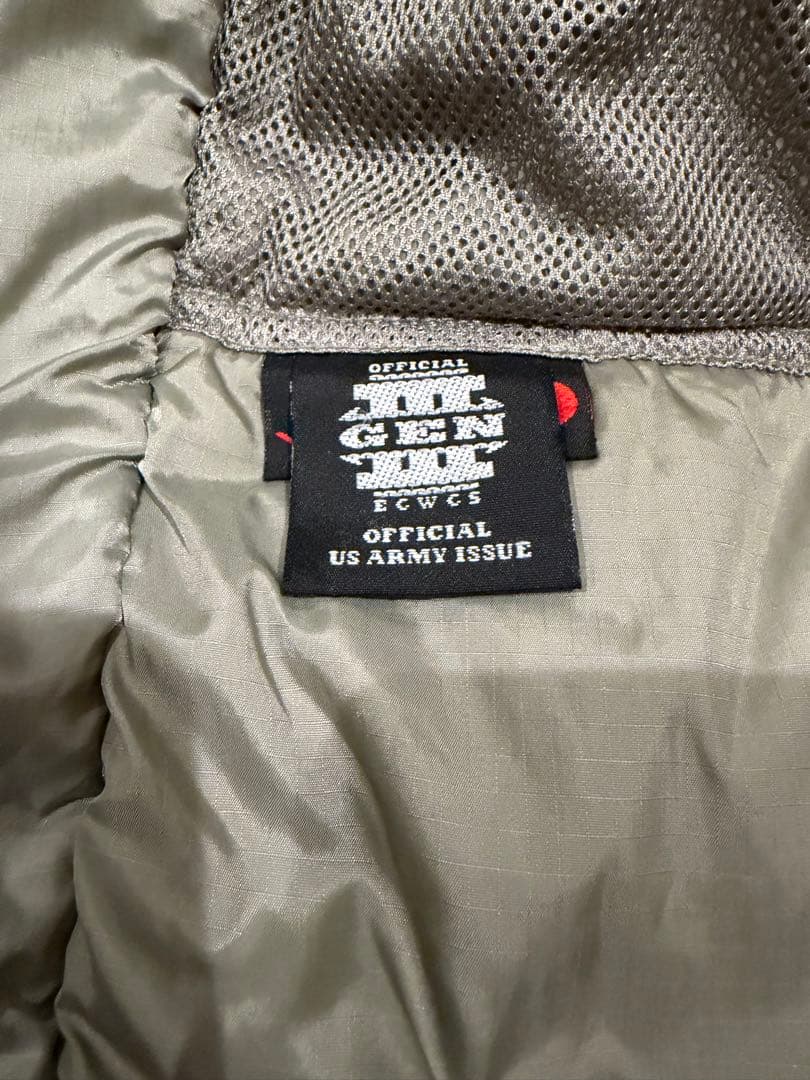 OFFICIAL
III
GEN
III
ECWCS
OFFICIAL
US ARMY ISSUE